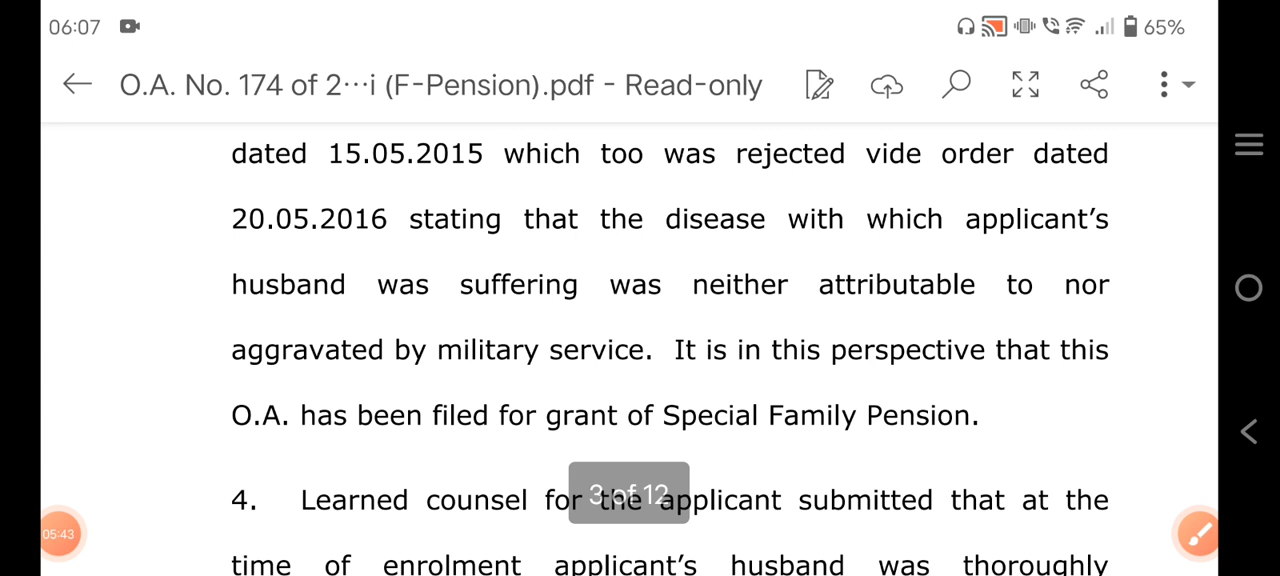 06:07
65%
O.A. No. 174 of 2···i (F-Pension).pdf - Read-only
dated 15.05.2015 which too was rejected vide order dated
20.05.2016 stating that the disease with which applicant’s
husband was suffering was neither attributable to nor
aggravated by military service. It is in this perspective that this
O.A. has been filed for grant of Special Family Pension.
3 of 12
4. Learned counsel for the applicant submitted that at the
05:43
time of enrolment applicant’s husband was thoroughly